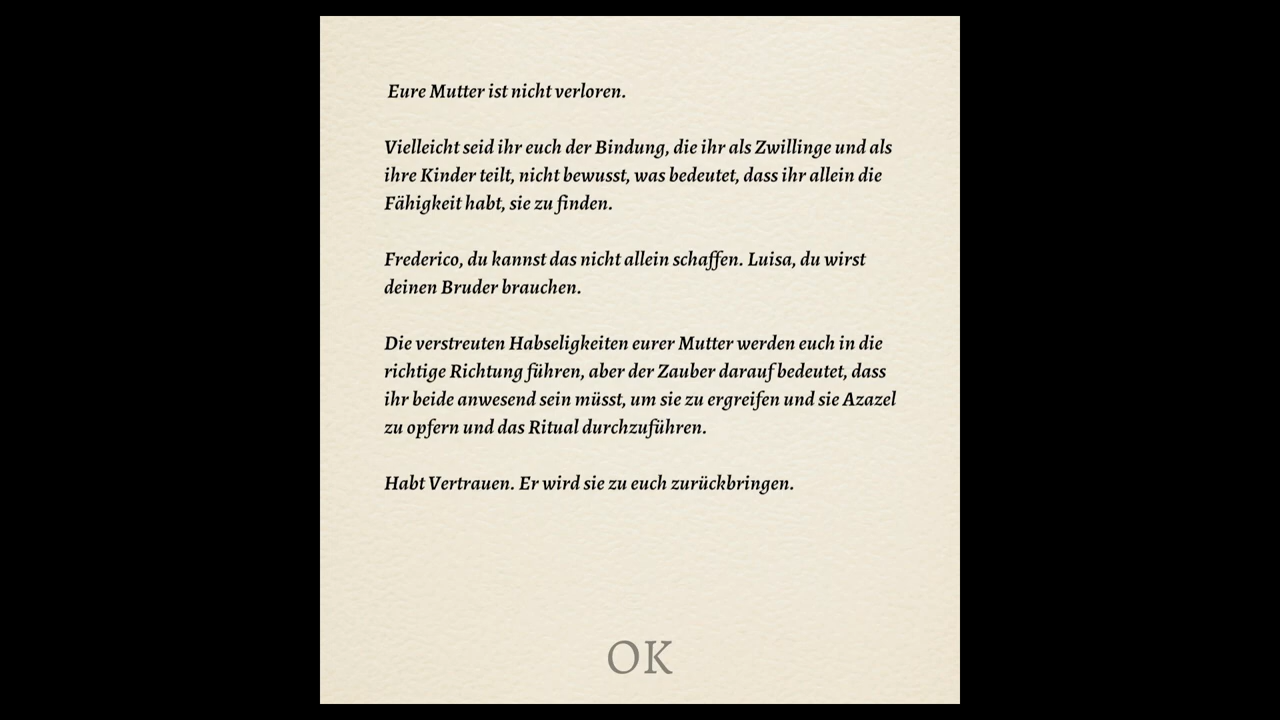 Eure Mutter ist nicht verloren.
Vielleicht seid ihr euch der Bindung, die ihr als Zwillinge und als
ihre Kinder teilt, nicht bewusst, was bedeutet, dass ihr allein die
Fähigkeit habt, sie zu finden.
Frederico, du kannst das nicht allein schaffen. Luisa, du wirst
deinen Bruder brauchen.
Die verstreuten Habseligkeiten eurer Mutter werden euch in die
richtige Richtung führen, aber der Zauber darauf bedeutet, dass
ihr beide anwesend sein müsst, um sie zu ergreifen und sie Azazel
zu opfern und das Ritual durchzuführen.
Habt Vertrauen. Er wird sie zu euch zurückbringen.
OK